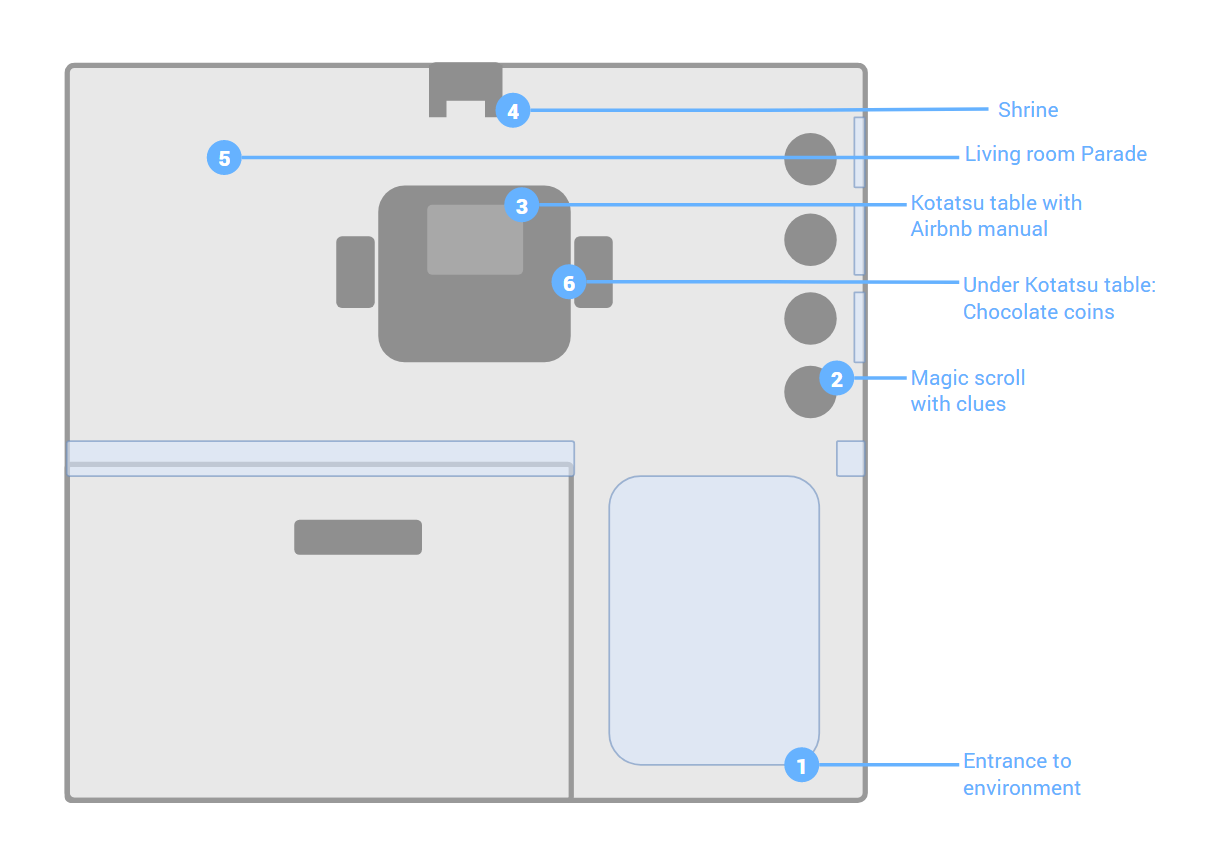 4
Shrine
5
Living room Parade
3
Kotatsu table with
Airbnb manual
6
Under Kotatsu table:
Chocolate coins
2
Magic scroll
with clues
1
Entrance to
environment